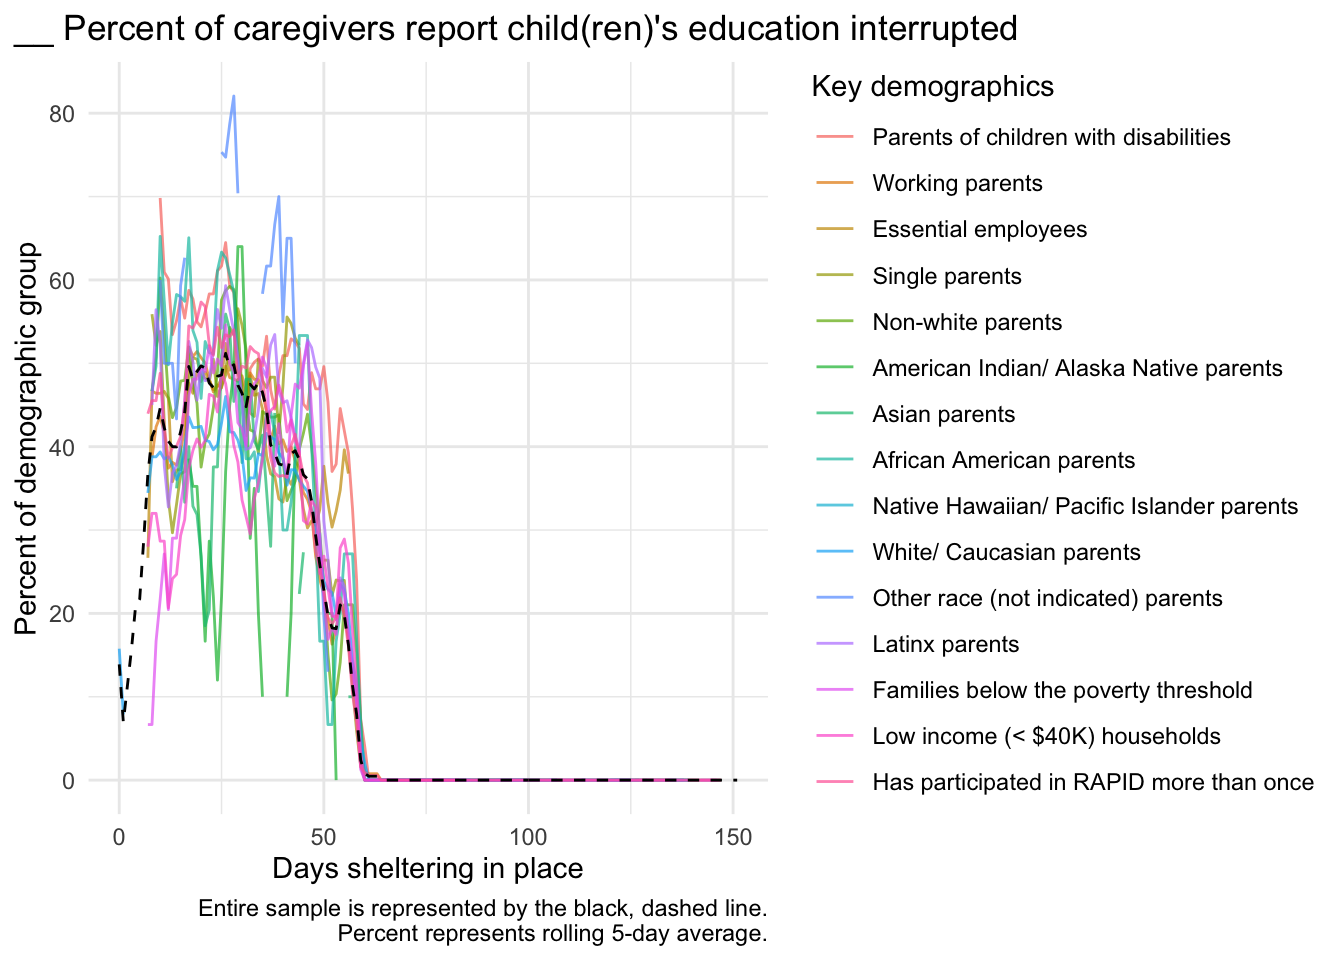 __ Percent of caregivers report child(ren)'s education interrupted
Percent of demographic group
80
60
40
20
0
0 50 100 150
Days sheltering in place
Entire sample is represented by the black, dashed line.
Percent represents rolling 5-day average.
Key demographics
Parents of children with disabilities
Working parents
Essential employees
Single parents
Non-white parents
American Indian/ Alaska Native parents
Asian parents
African American parents
Native Hawaiian/ Pacific Islander parents
White/ Caucasian parents
Other race (not indicated) parents
Latinx parents
Families below the poverty threshold
Low income (< $40K) households
Has participated in RAPID more than once